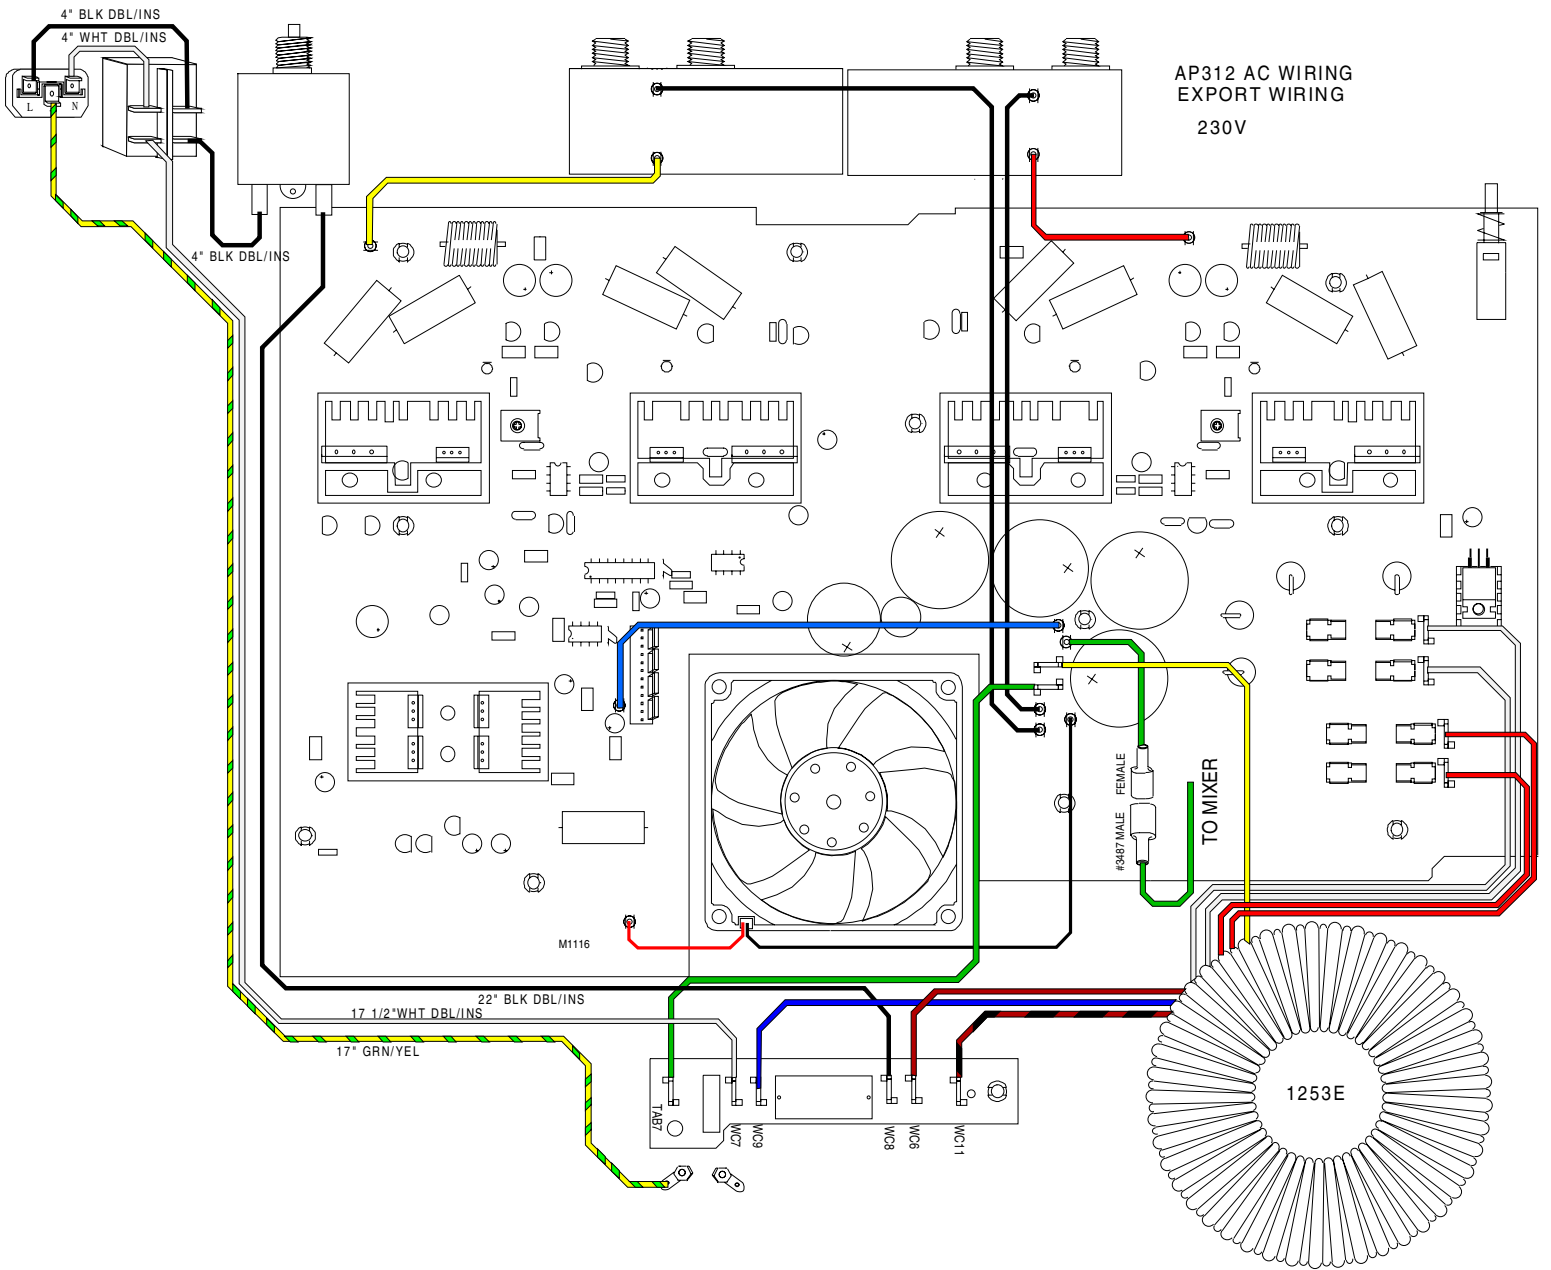 4" BLK DBL/INS
4" WHT DBL/INS
L
N
AP312 AC WIRING
EXPORT WIRING
230V
4" BLK DBL/INS
FEMALE
#3487 MALE
TO MIXER
M1116
22" BLK DBL/INS
17 1/2"WHT DBL/INS
17" GRN/YEL
1253E
TAB7
WC7
WC9
WC8
WC6
WC11